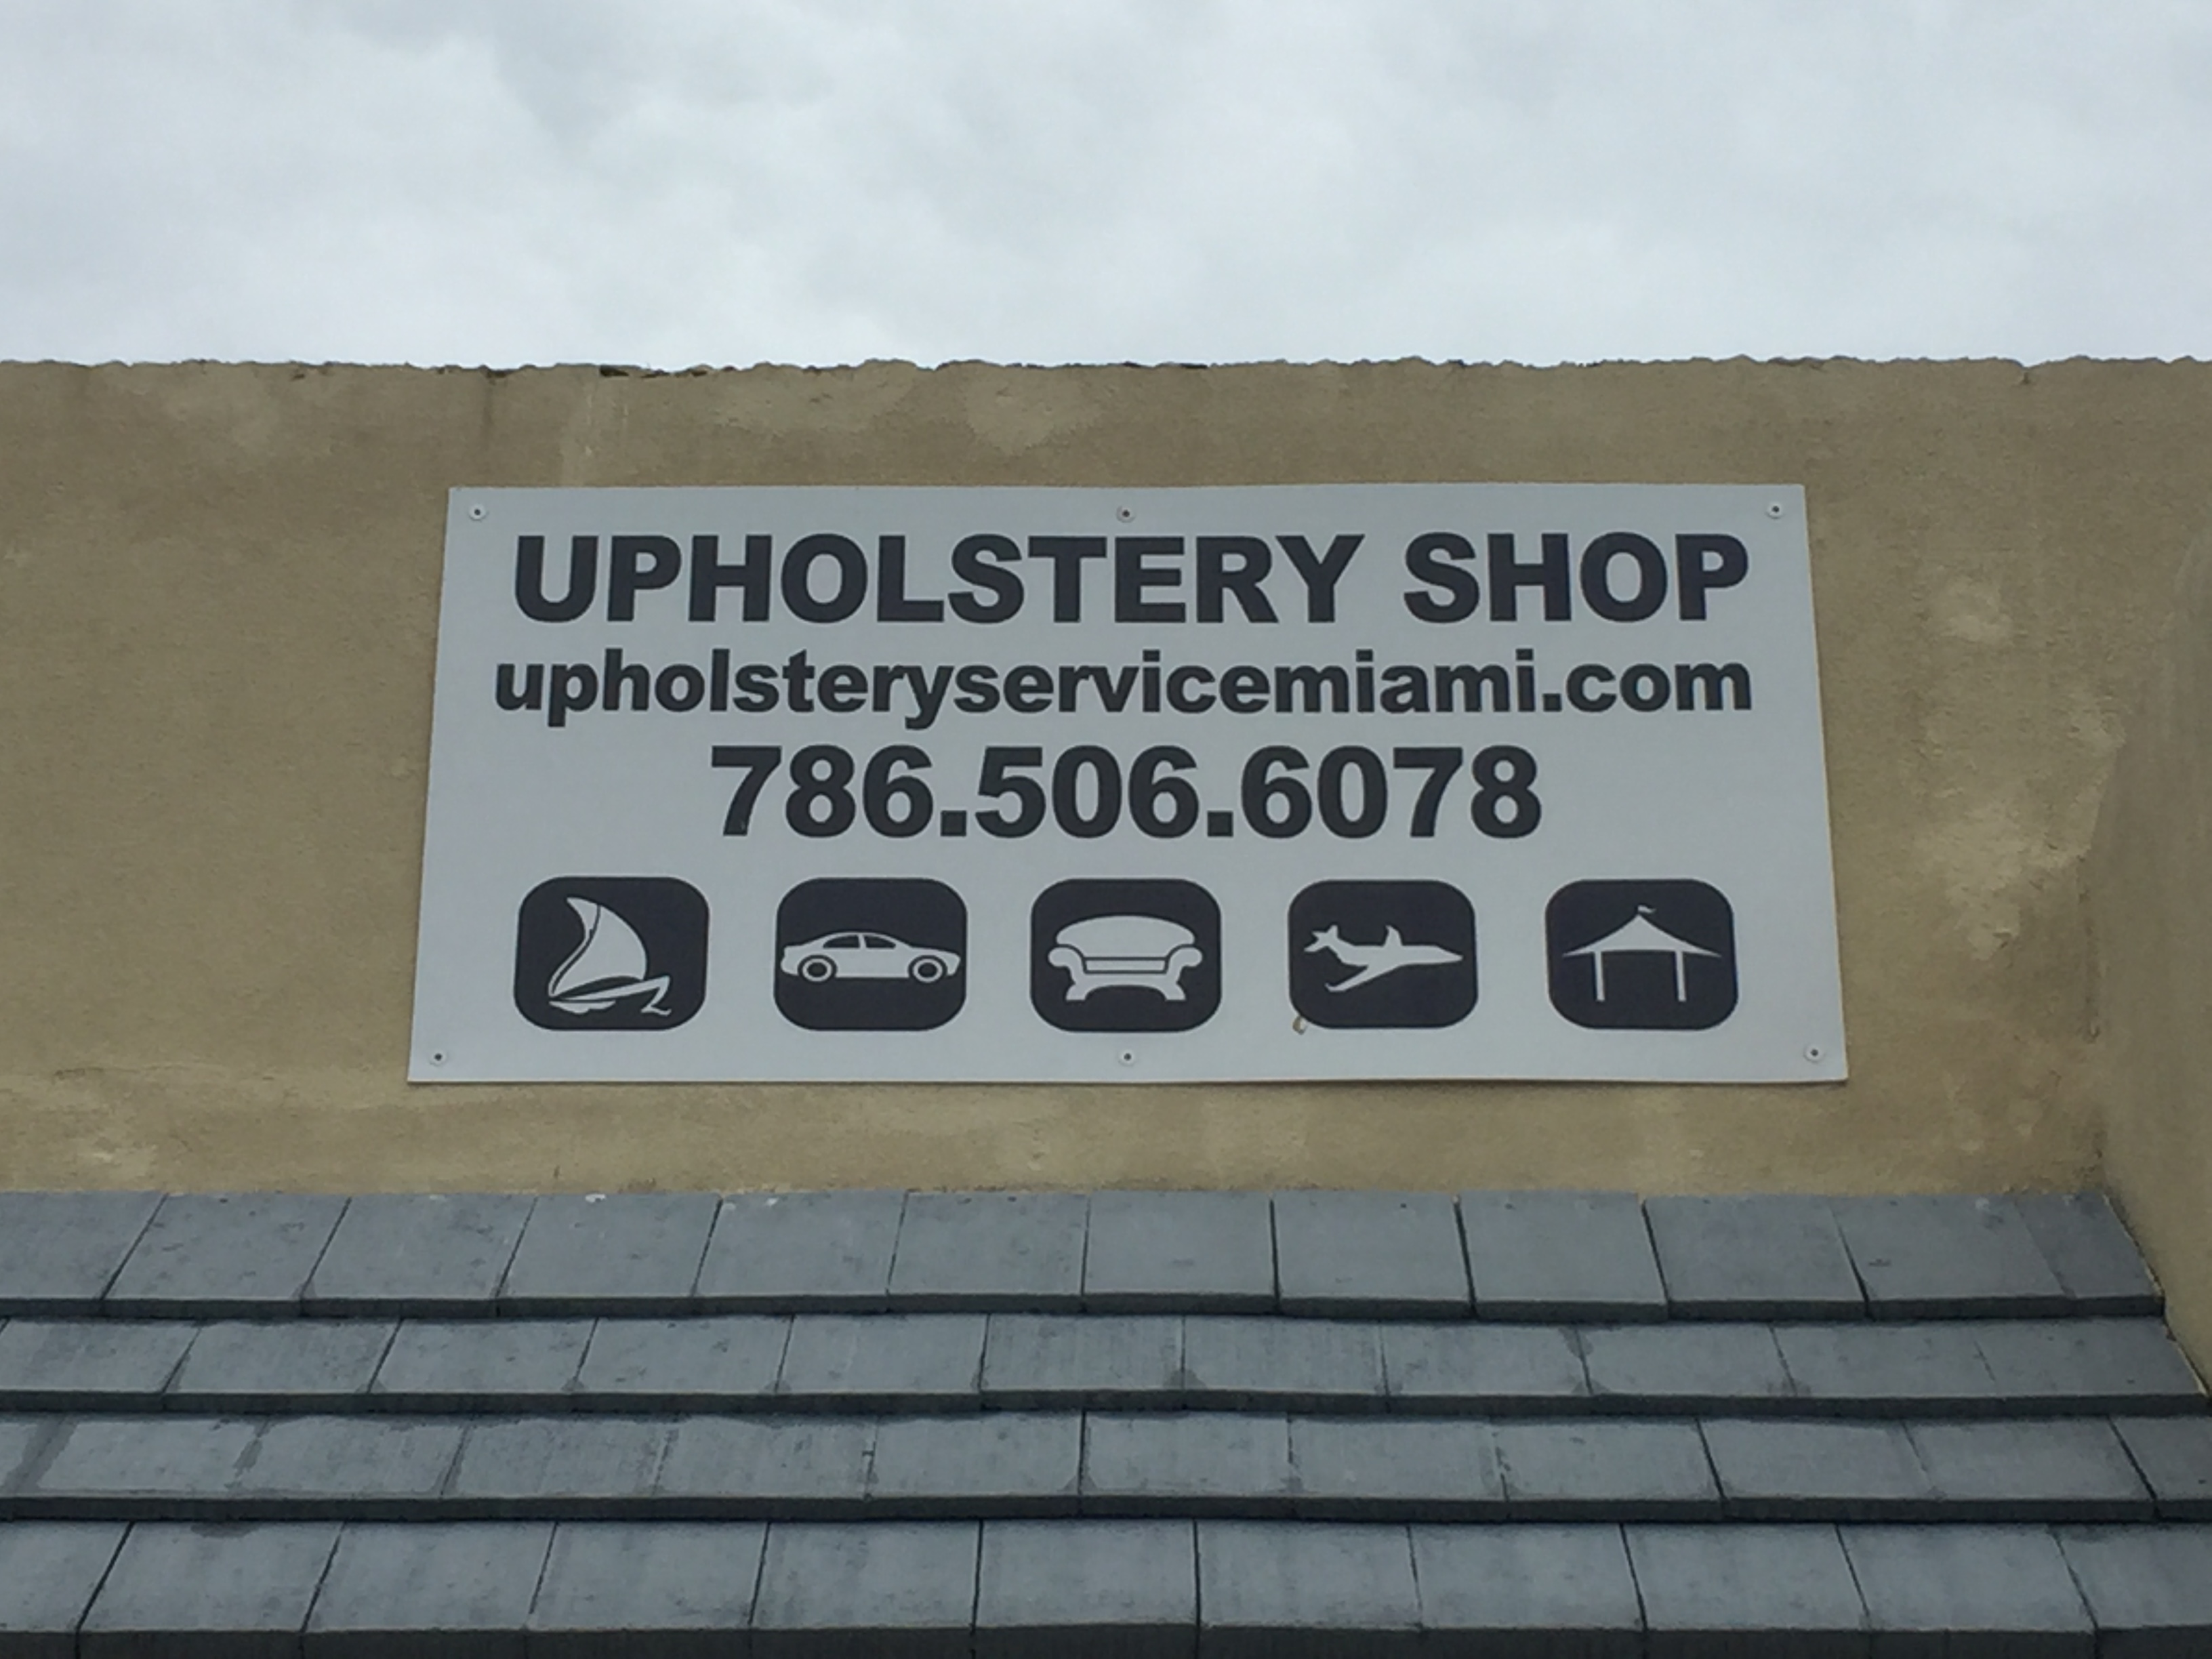 UPHOLSTERY SHOP
upholsteryservicemiami.com
786.506.6078